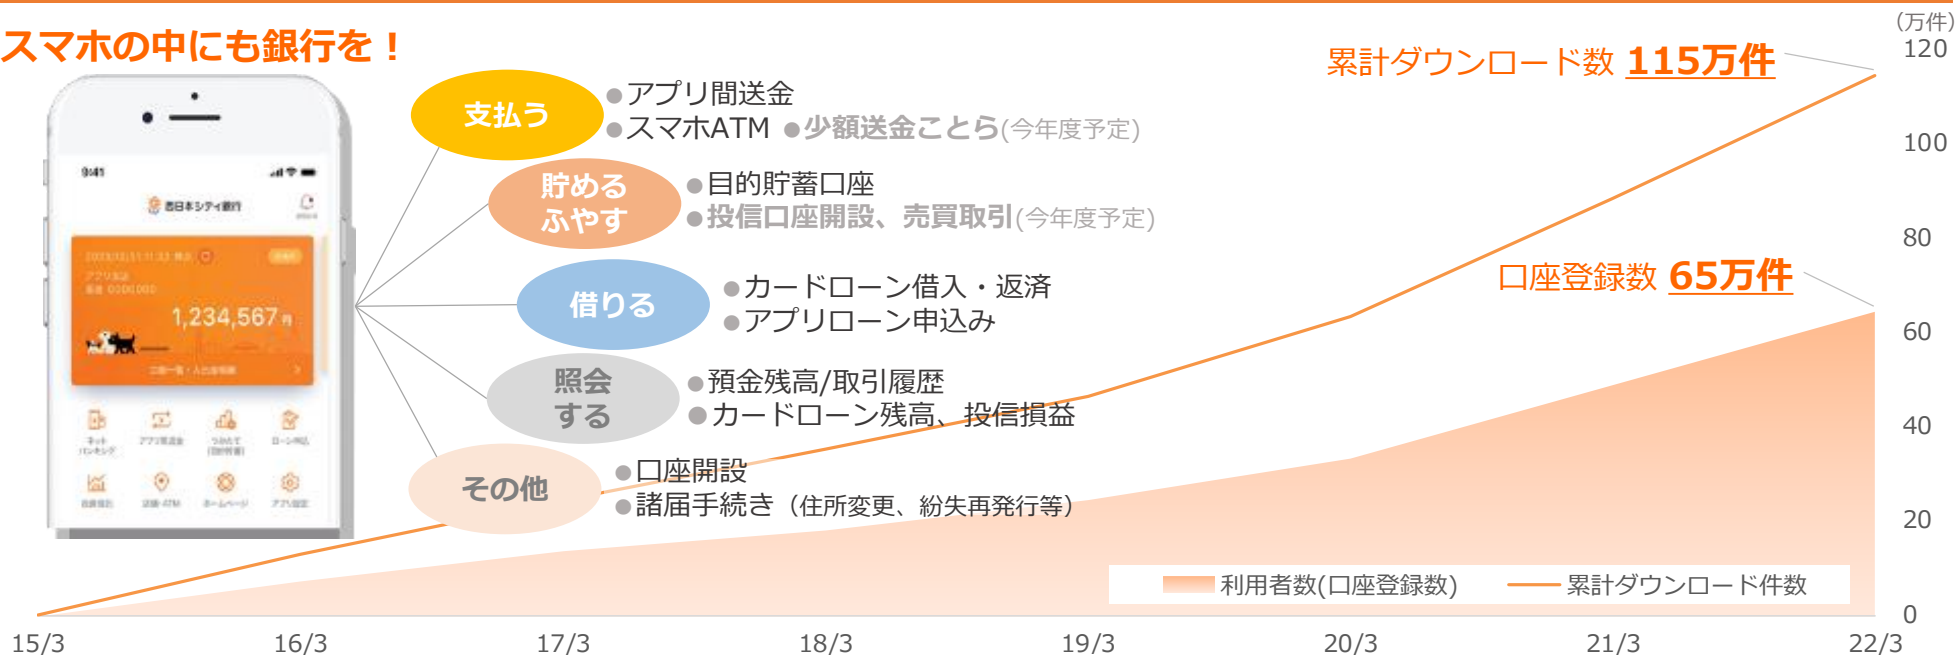 スマホの中にも銀行を！
9:41
西日本シティ銀行
1,234,567 円
支払う
●アプリ間送金
●スマホATM ●少額送金ことら(今年度予定)
貯める
ふやす
●目的貯蓄口座
●投信口座開設、売買取引(今年度予定)
借りる
●カードローン借入・返済
●アプリローン申込み
照会
する
●預金残高/取引履歴
●カードローン残高、投信損益
その他
●口座開設
●諸届手続き（住所変更、紛失再発行等）
累計ダウンロード数 115万件
口座登録数 65万件
（万件）
120
100
80
60
40
20
0
利用者数(口座登録数)
累計ダウンロード件数
15/3
16/3
17/3
18/3
19/3
20/3
21/3
22/3